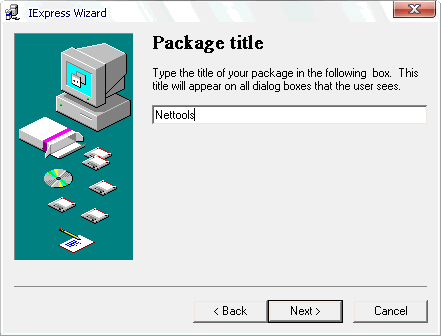 IExpress Wizard
Package title
Type the title of your package in the following box. This
title will appear on all dialog boxes that the user sees.
Nettools
< Back
Next >
Cancel